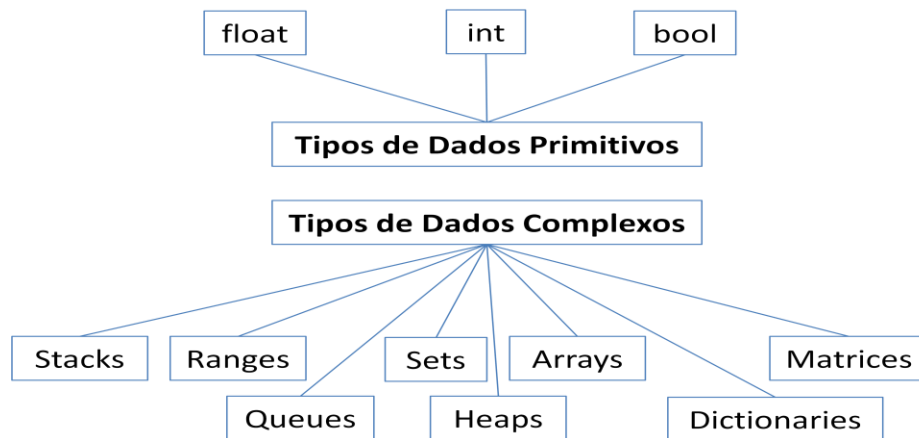 float int bool
Tipos de Dados Primitivos
Tipos de Dados Complexos
Stacks Ranges Sets Arrays Matrices
Queues Heaps Dictionaries